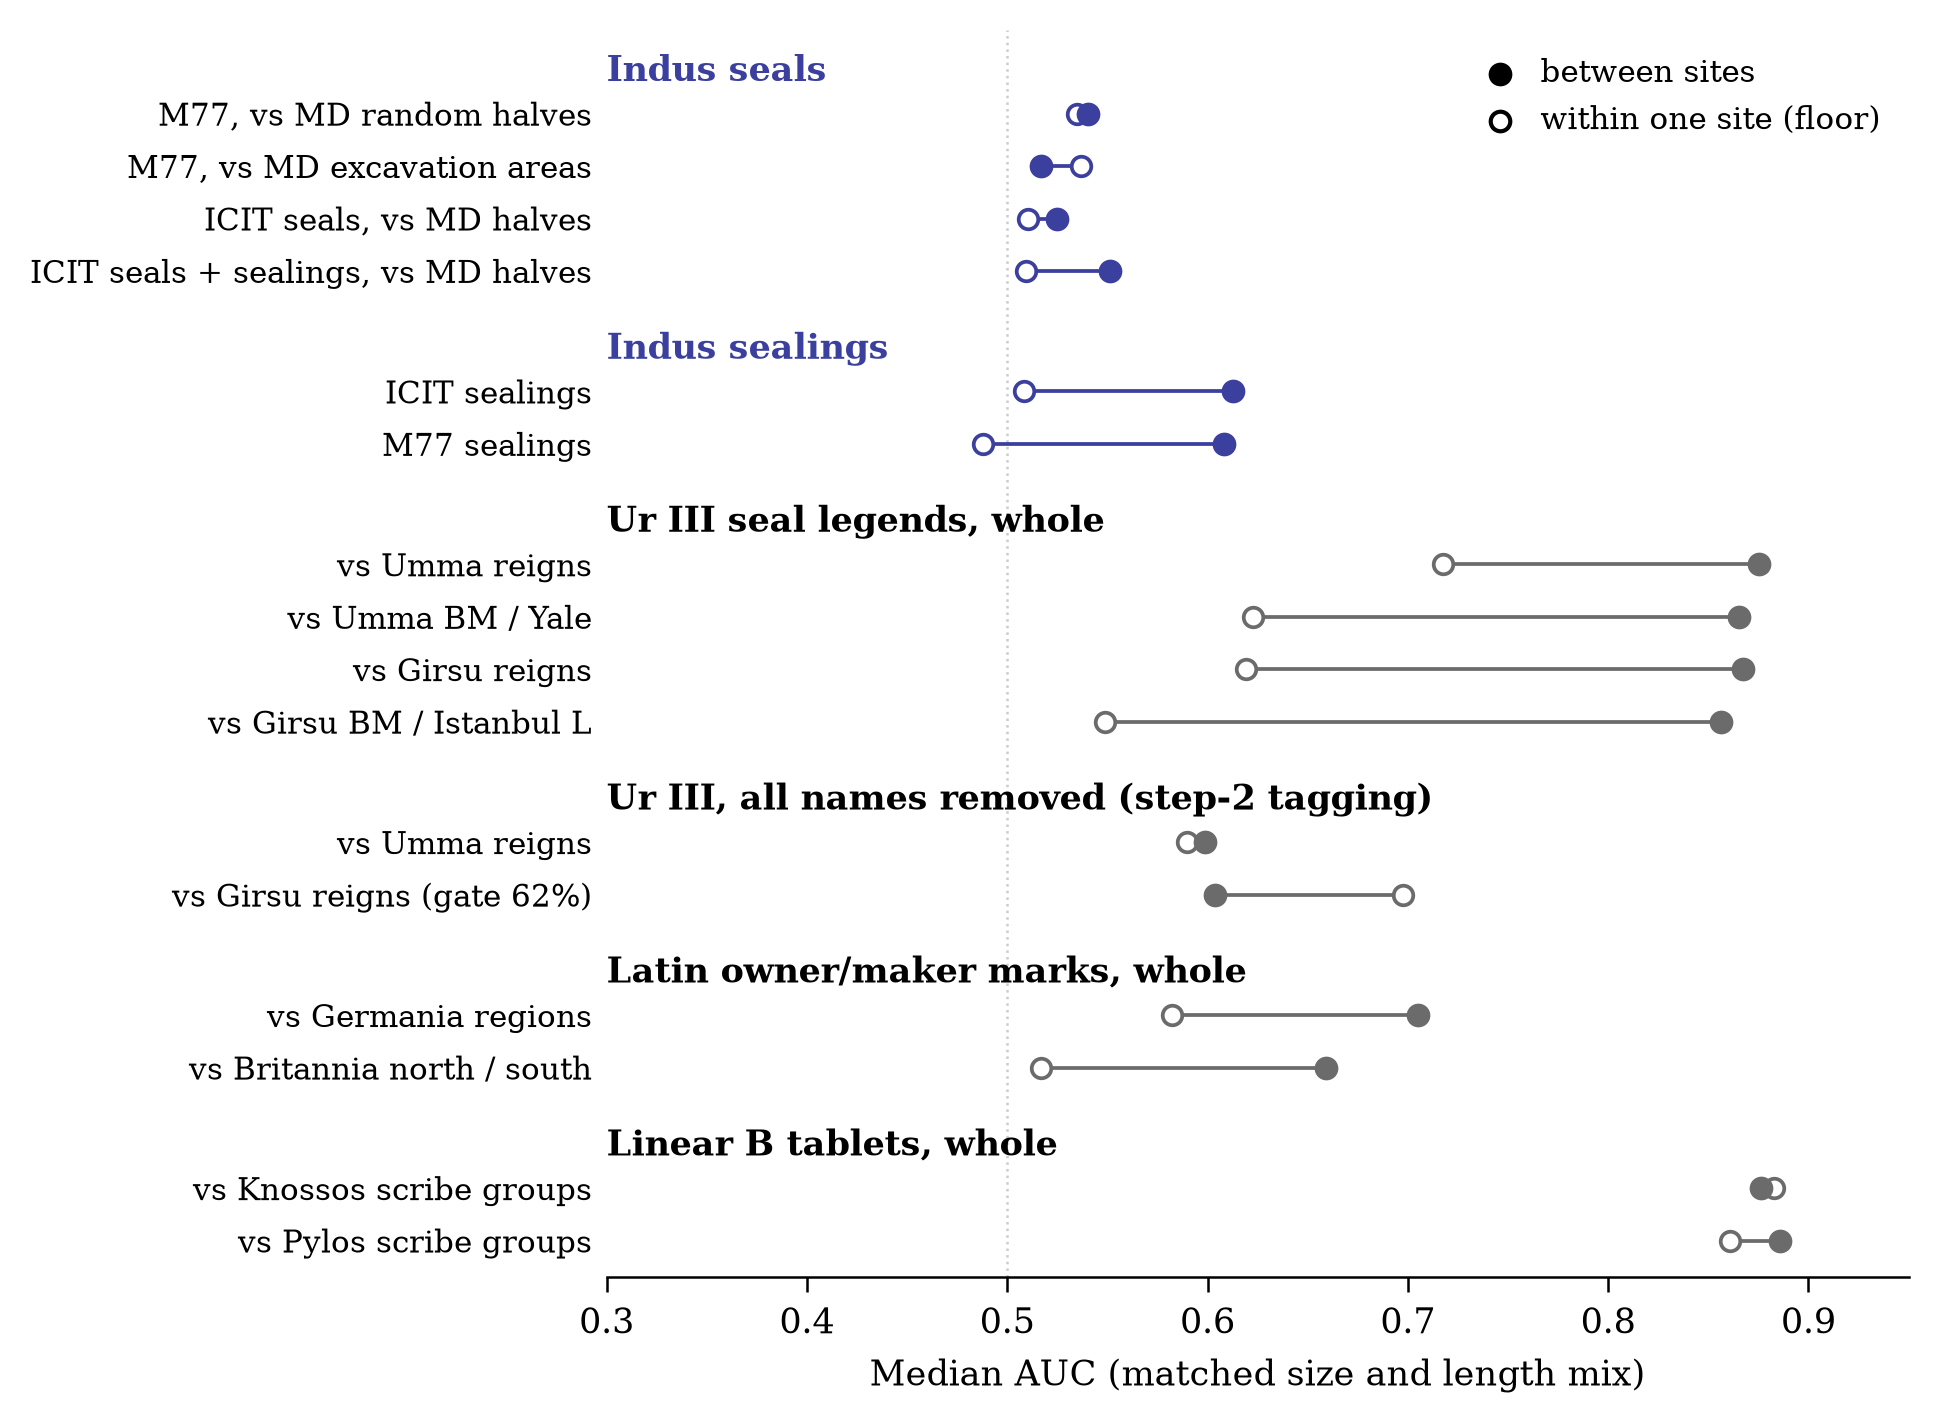 Indus seals
between sites
within one site (floor)
M77, vs MD random halves
M77, vs MD excavation areas
ICIT seals, vs MD halves
ICIT seals + sealings, vs MD halves
Indus sealings
ICIT sealings
M77 sealings
Ur III seal legends, whole
vs Umma reigns
vs Umma BM / Yale
vs Girsu reigns
vs Girsu BM / Istanbul L
Ur III, all names removed (step-2 tagging)
vs Umma reigns
vs Girsu reigns (gate 62%)
Latin owner/maker marks, whole
vs Germania regions
vs Britannia north / south
Linear B tablets, whole
vs Knossos scribe groups
vs Pylos scribe groups
0.3 0.4 0.5 0.6 0.7 0.8 0.9
Median AUC (matched size and length mix)